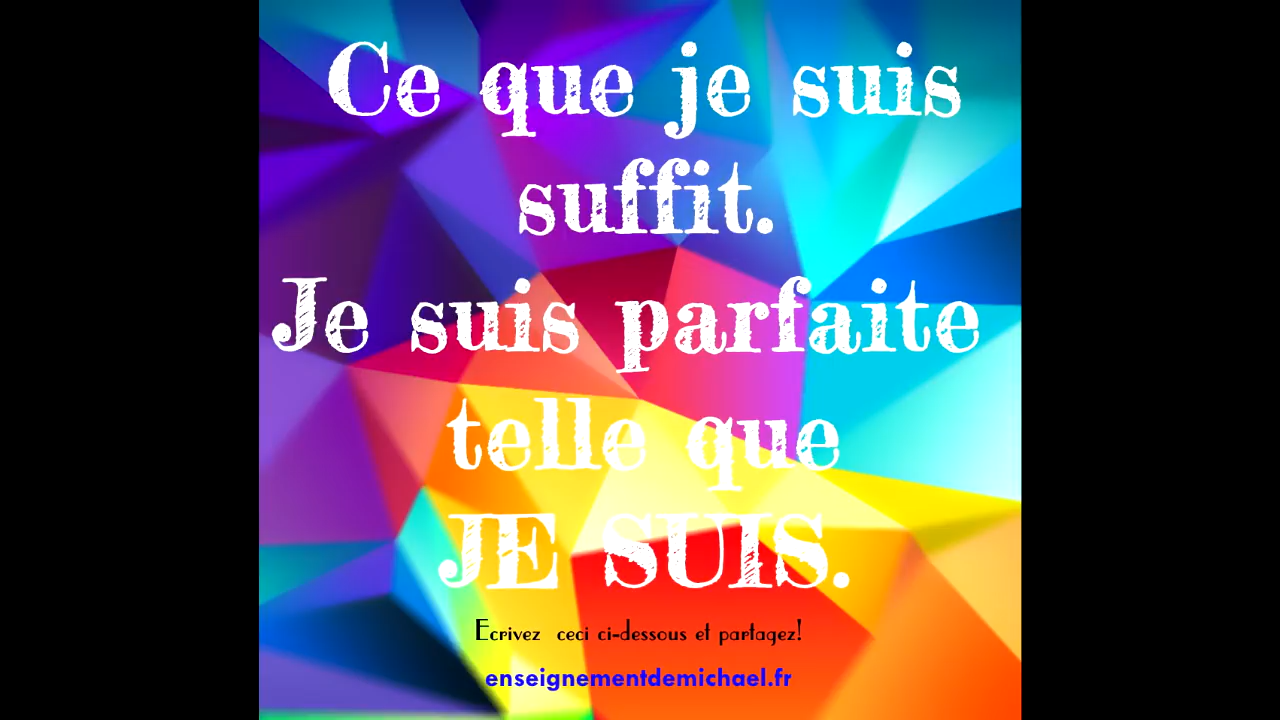 Ce que je suis
suffit.
Je suis parfaite
telle que
JE SUIS.
Ecrivez ceci ci-dessous et partagez!
enseignementdemichael.fr